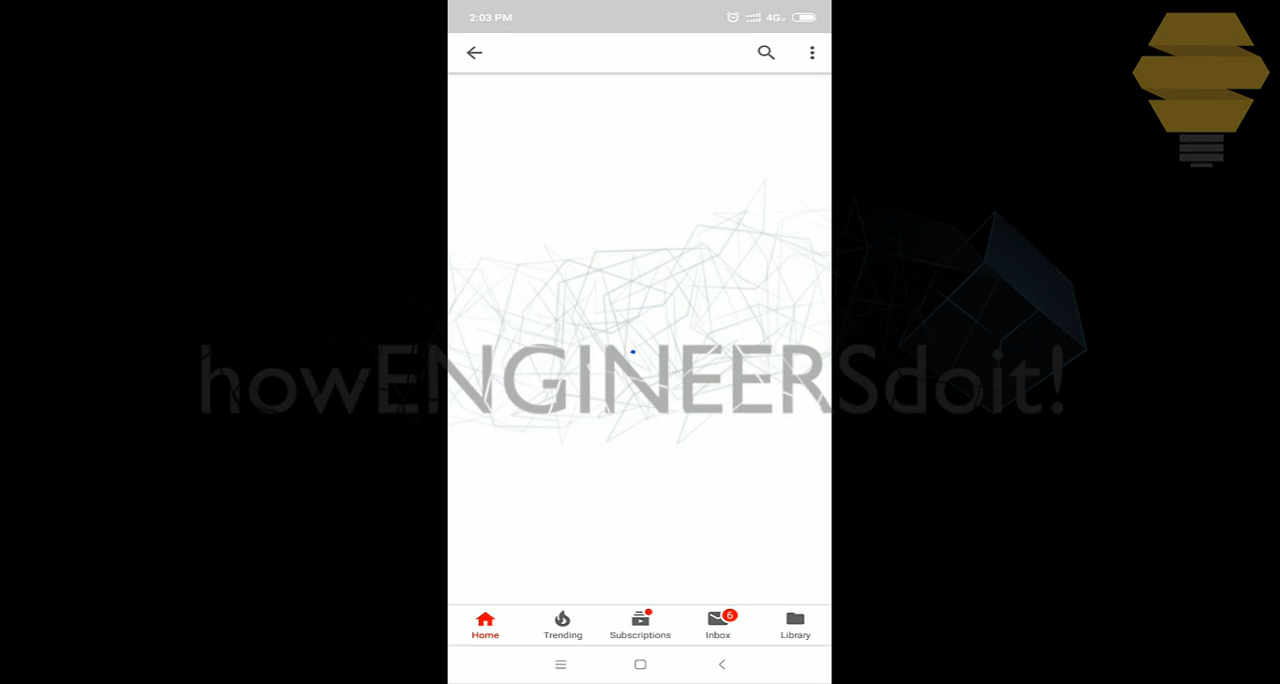 2:03 PM
4G
howENGINEERSdoit!
6
Home
Trending
Subscriptions
Inbox
Library